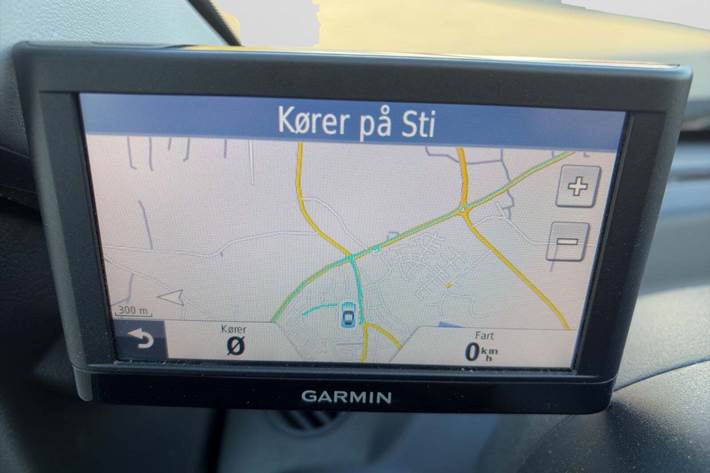 Kører på Sti
300 m
Kører
Ø
Fart
0 km/h
GARMIN